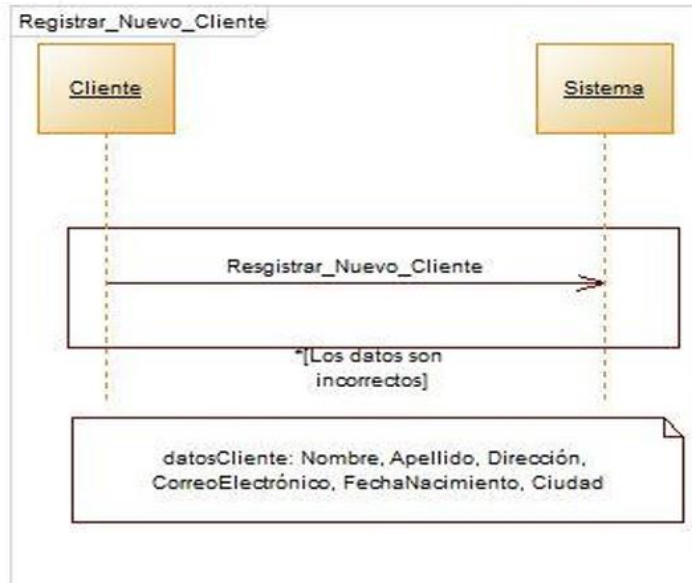 Registrar_Nuevo_Cliente
Cliente
Sistema
Resgistrar_Nuevo_Cliente
*[Los datos son
incorrectos]
datosCliente: Nombre, Apellido, Dirección,
CorreoElectrónico, FechaNacimiento, Ciudad